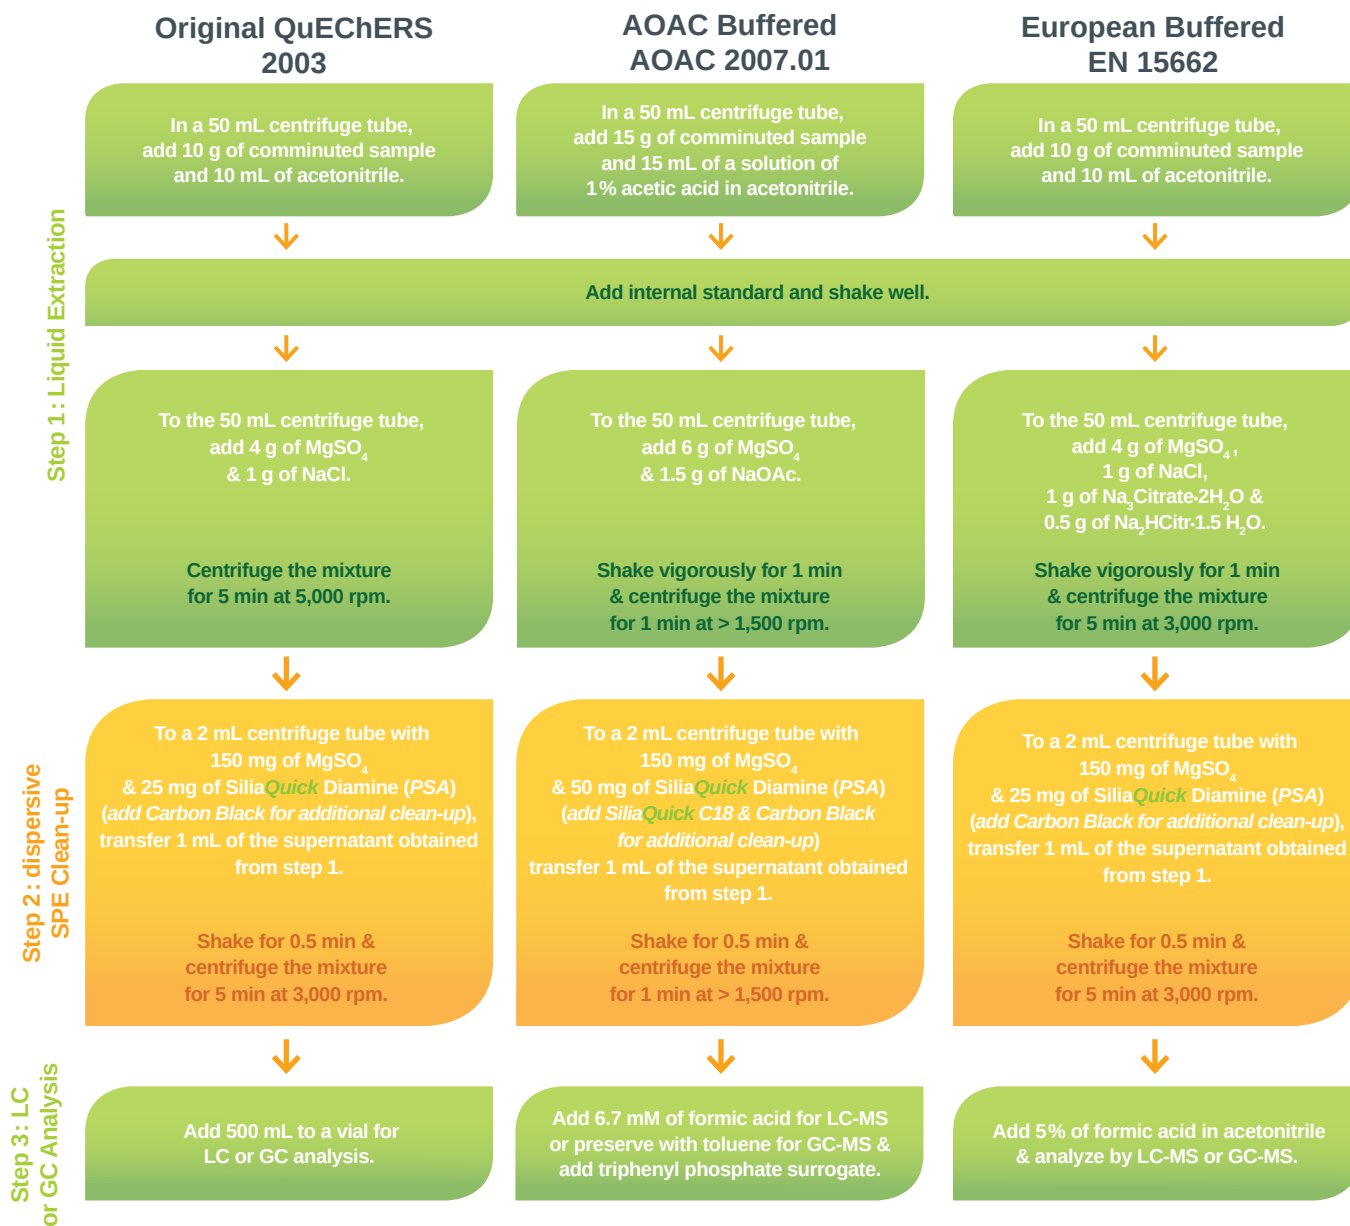 Original QuEChERS
2003
AOAC Buffered
AOAC 2007.01
European Buffered
EN 15662
Step 1 : Liquid Extraction
In a 50 mL centrifuge tube,
add 10 g of comminuted sample
and 10 mL of acetonitrile.
In a 50 mL centrifuge tube,
add 15 g of comminuted sample
and 15 mL of a solution of
1 % acetic acid in acetonitrile.
In a 50 mL centrifuge tube,
add 10 g of comminuted sample
and 10 mL of acetonitrile.
Add internal standard and shake well.
To the 50 mL centrifuge tube,
add 4 g of MgSO₄
& 1 g of NaCl.
Centrifuge the mixture
for 5 min at 5,000 rpm.
To the 50 mL centrifuge tube,
add 6 g of MgSO₄
& 1.5 g of NaOAc.
Shake vigorously for 1 min
& centrifuge the mixture
for 1 min at > 1,500 rpm.
To the 50 mL centrifuge tube,
add 4 g of MgSO₄ ,
1 g of NaCl,
1 g of Na₃Citrate·2H₂O &
0.5 g of Na₂HCitr·1.5 H₂O.
Shake vigorously for 1 min
& centrifuge the mixture
for 5 min at 3,000 rpm.
Step 2 : dispersive
SPE Clean-up
To a 2 mL centrifuge tube with
150 mg of MgSO₄
& 25 mg of SiliaQuick Diamine (PSA)
(add Carbon Black for additional clean-up),
transfer 1 mL of the supernatant obtained
from step 1.
Shake for 0.5 min &
centrifuge the mixture
for 5 min at 3,000 rpm.
To a 2 mL centrifuge tube with
150 mg of MgSO₄
& 50 mg of SiliaQuick Diamine (PSA)
(add SiliaQuick C18 & Carbon Black
for additional clean-up)
transfer 1 mL of the supernatant obtained
from step 1.
Shake for 0.5 min &
centrifuge the mixture
for 1 min at > 1,500 rpm.
To a 2 mL centrifuge tube with
150 mg of MgSO₄
& 25 mg of SiliaQuick Diamine (PSA)
(add Carbon Black for additional clean-up),
transfer 1 mL of the supernatant obtained
from step 1.
Shake for 0.5 min &
centrifuge the mixture
for 5 min at 3,000 rpm.
Step 3 : LC
or GC Analysis
Add 500 mL to a vial for
LC or GC analysis.
Add 6.7 mM of formic acid for LC-MS
or preserve with toluene for GC-MS &
add triphenyl phosphate surrogate.
Add 5 % of formic acid in acetonitrile
& analyze by LC-MS or GC-MS.